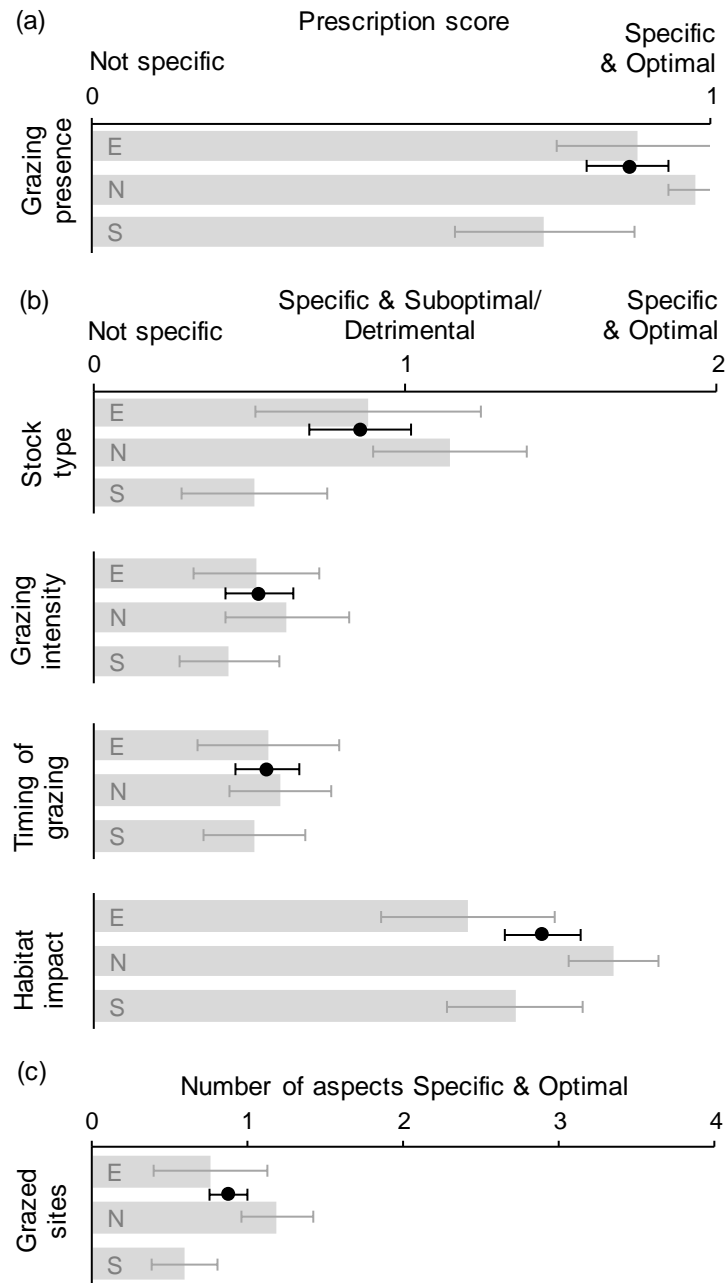 (a)
Prescription score
Not specific
Specific
& Optimal
0
1
Grazing
presence
E
N
S
(b)
Not specific
Specific & Suboptimal/
Detrimental
Specific
& Optimal
0
1
2
Stock
type
E
N
S
Grazing
intensity
E
N
S
Timing of
grazing
E
N
S
Habitat
impact
E
N
S
(c)
Number of aspects Specific & Optimal
0
1
2
3
4
Grazed
sites
E
N
S